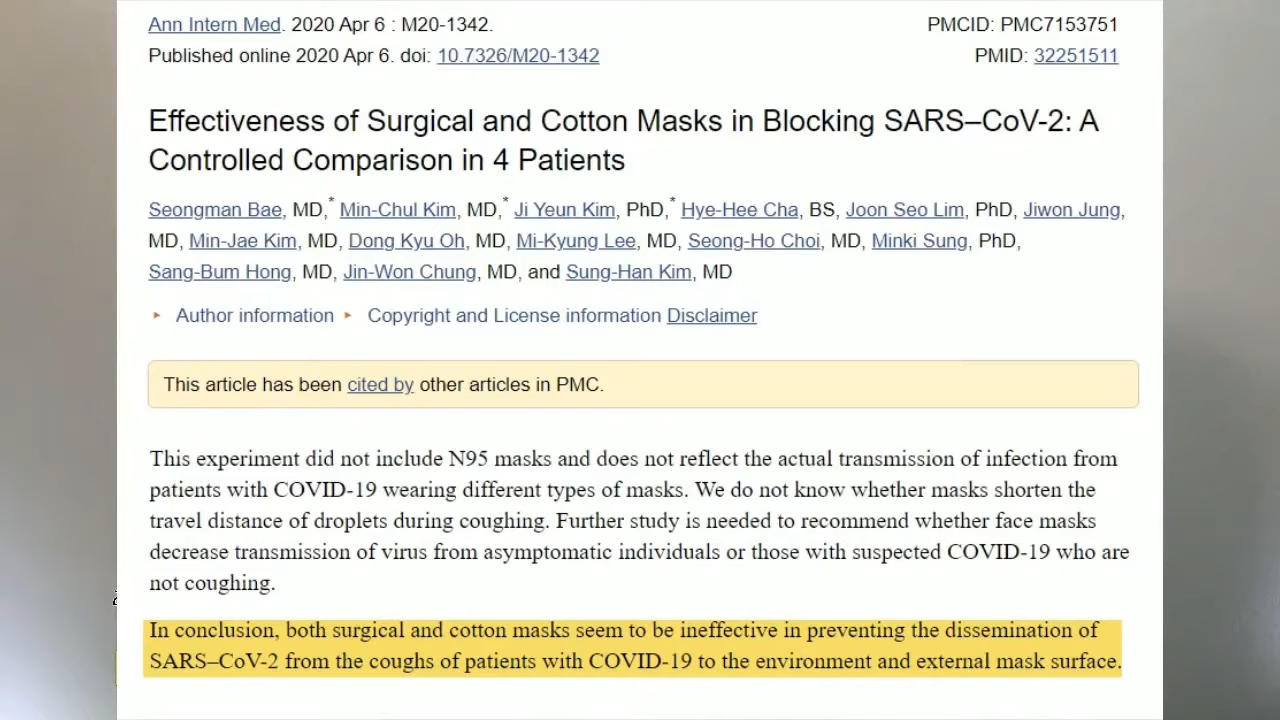 Ann Intern Med. 2020 Apr 6 : M20-1342.
PMCID: PMC7153751
Published online 2020 Apr 6. doi: 10.7326/M20-1342
PMID: 32251511
Effectiveness of Surgical and Cotton Masks in Blocking SARS–CoV-2: A
Controlled Comparison in 4 Patients
Seongman Bae, MD,* Min-Chul Kim, MD,* Ji Yeun Kim, PhD,* Hye-Hee Cha, BS, Joon Seo Lim, PhD, Jiwon Jung,
MD, Min-Jae Kim, MD, Dong Kyu Oh, MD, Mi-Kyung Lee, MD, Seong-Ho Choi, MD, Minki Sung, PhD,
Sang-Bum Hong, MD, Jin-Won Chung, MD, and Sung-Han Kim, MD
Author information Copyright and License information Disclaimer
This article has been cited by other articles in PMC.
This experiment did not include N95 masks and does not reflect the actual transmission of infection from
patients with COVID-19 wearing different types of masks. We do not know whether masks shorten the
travel distance of droplets during coughing. Further study is needed to recommend whether face masks
decrease transmission of virus from asymptomatic individuals or those with suspected COVID-19 who are
not coughing.
In conclusion, both surgical and cotton masks seem to be ineffective in preventing the dissemination of
SARS–CoV-2 from the coughs of patients with COVID-19 to the environment and external mask surface.